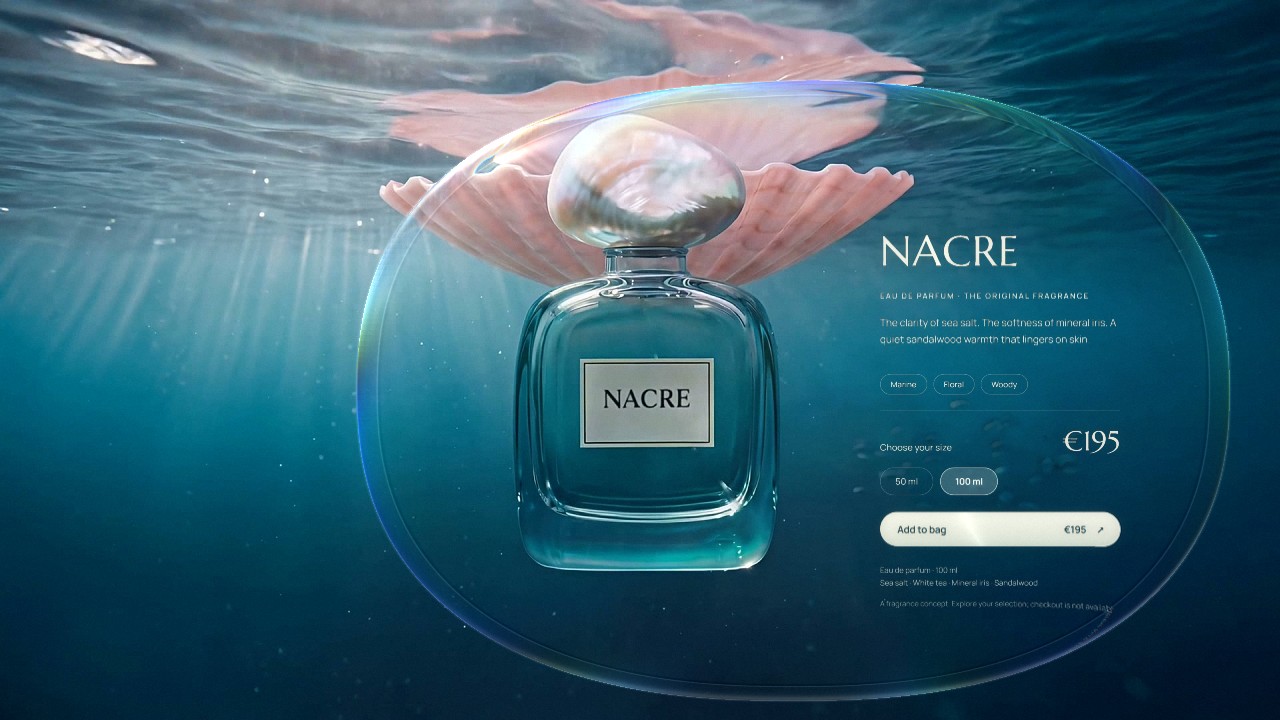 NACRE
NACRE
EAU DE PARFUM · THE ORIGINAL FRAGRANCE
The clarity of sea salt. The softness of mineral iris. A
quiet sandalwood warmth that lingers on skin.
Marine Floral Woody
Choose your size €195
50 ml 100 ml
Add to bag €195 ↗
Eau de parfum · 100 ml
Sea salt · White tea · Mineral iris · Sandalwood
A fragrance concept. Explore your selection; checkout is not